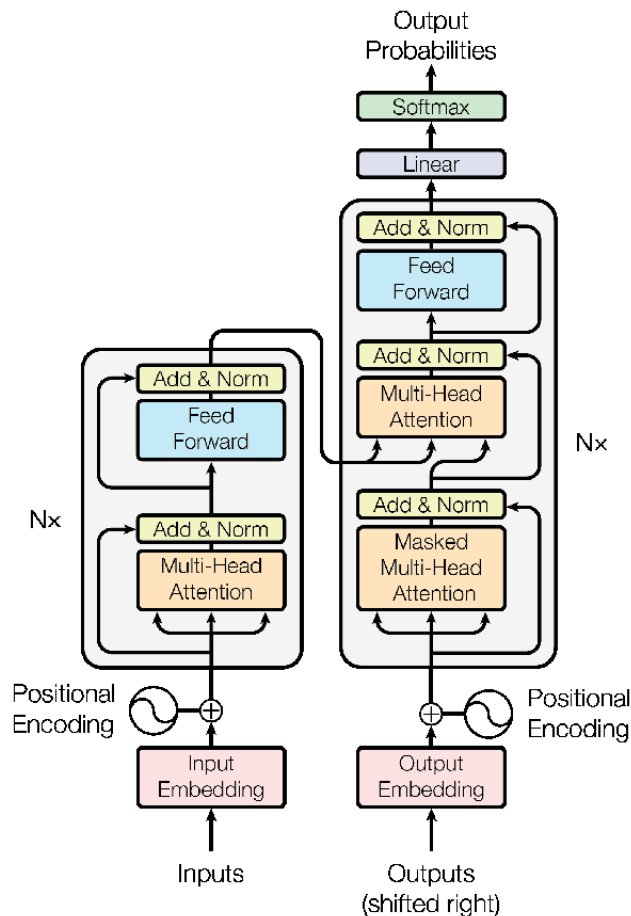 Output
Probabilities
Softmax
Linear
Add & Norm
Feed
Forward
Add & Norm
Multi-Head
Attention
Nx
Add & Norm
Masked
Multi-Head
Attention
Add & Norm
Feed
Forward
Nx
Add & Norm
Multi-Head
Attention
Positional
Encoding
Positional
Encoding
Input
Embedding
Output
Embedding
Inputs
Outputs
(shifted right)